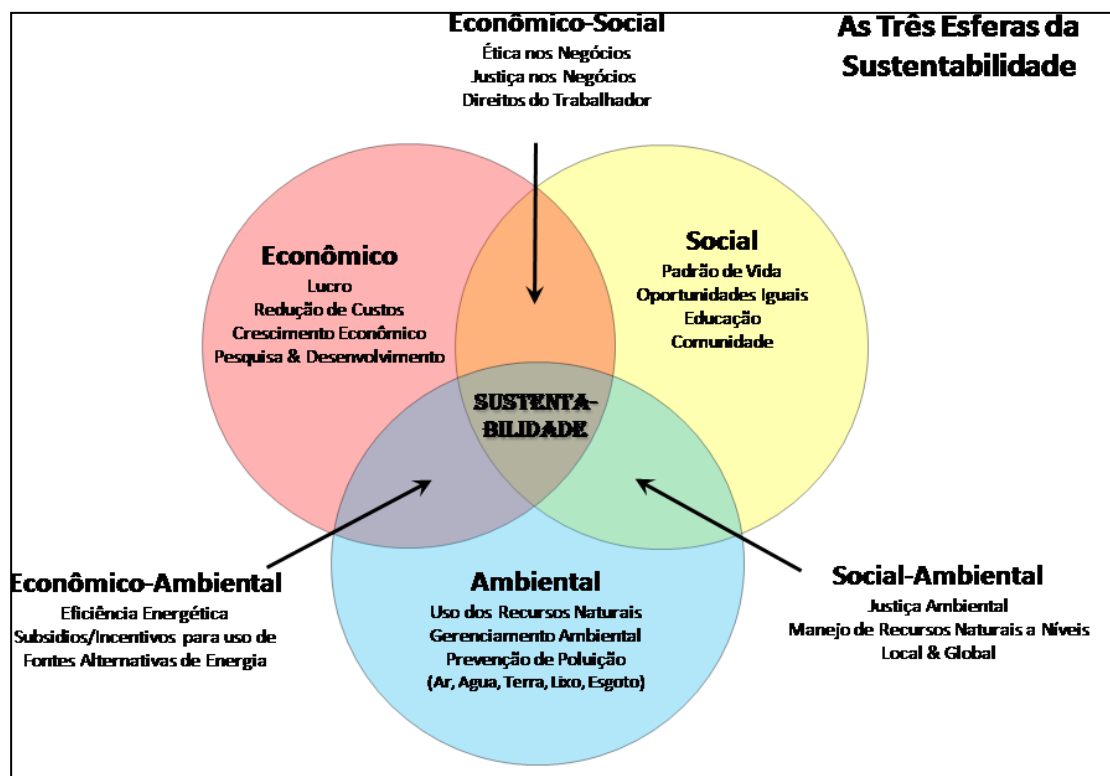 As Três Esferas da
Sustentabilidade
Econômico-Social
Ética nos Negócios
Justiça nos Negócios
Direitos do Trabalhador
Econômico
Lucro
Redução de Custos
Crescimento Econômico
Pesquisa & Desenvolvimento
Social
Padrão de Vida
Oportunidades Iguais
Educação
Comunidade
SUSTENTA-
BILIDADE
Econômico-Ambiental
Eficiência Energética
Subsidios/Incentivos para uso de
Fontes Alternativas de Energia
Ambiental
Uso dos Recursos Naturais
Gerenciamento Ambiental
Prevenção de Poluição
(Ar, Agua, Terra, Lixo, Esgoto)
Social-Ambiental
Justiça Ambiental
Manejo de Recursos Naturais a Níveis
Local & Global